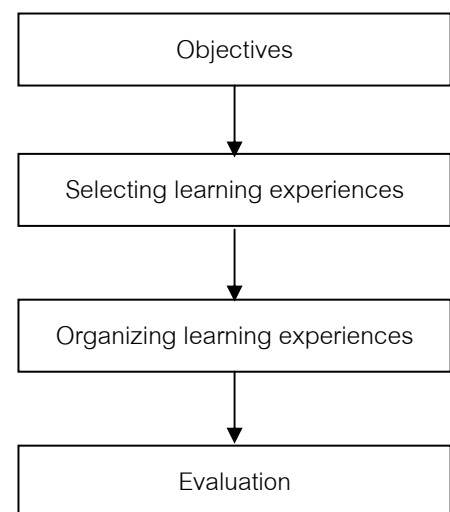 Objectives
Selecting learning experiences
Organizing learning experiences
Evaluation